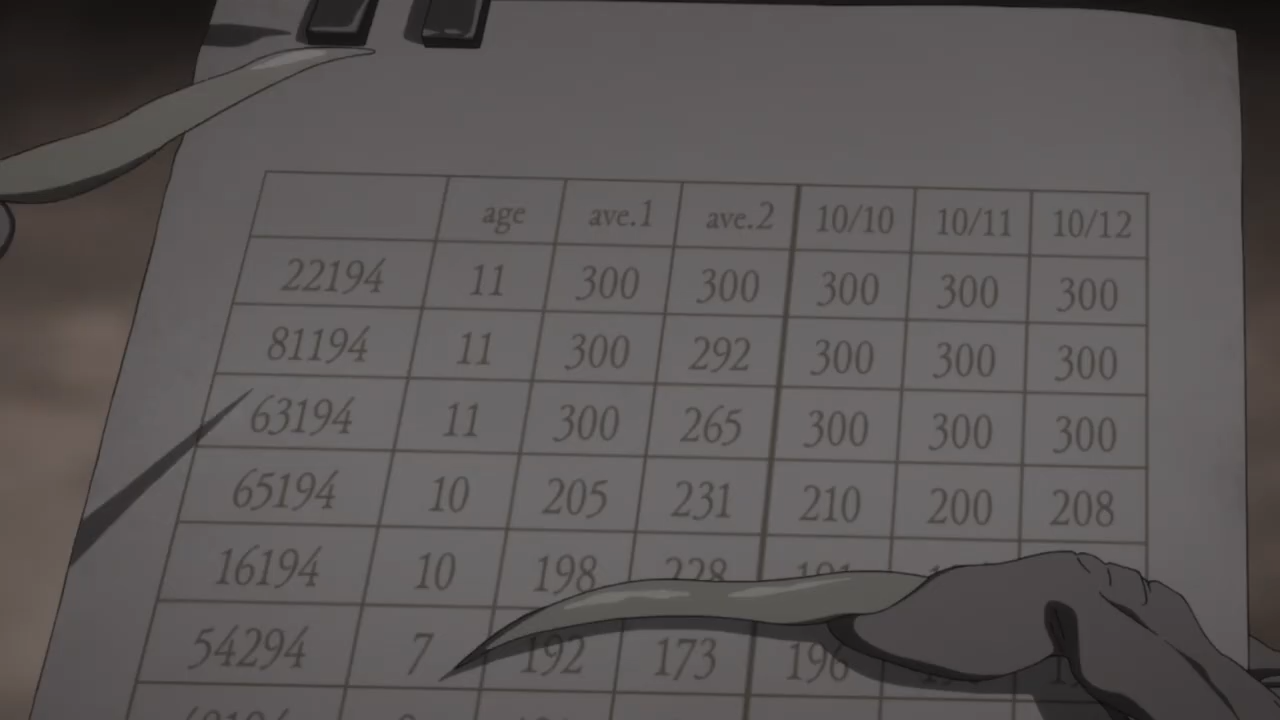 age ave.1 ave.2 10/10 10/11 10/12
22194 11 300 300 300 300 300
81194 11 300 292 300 300 300
63194 11 300 265 300 300 300
65194 10 205 231 210 200 208
16194 10 198 228
54294 7 192 173 196